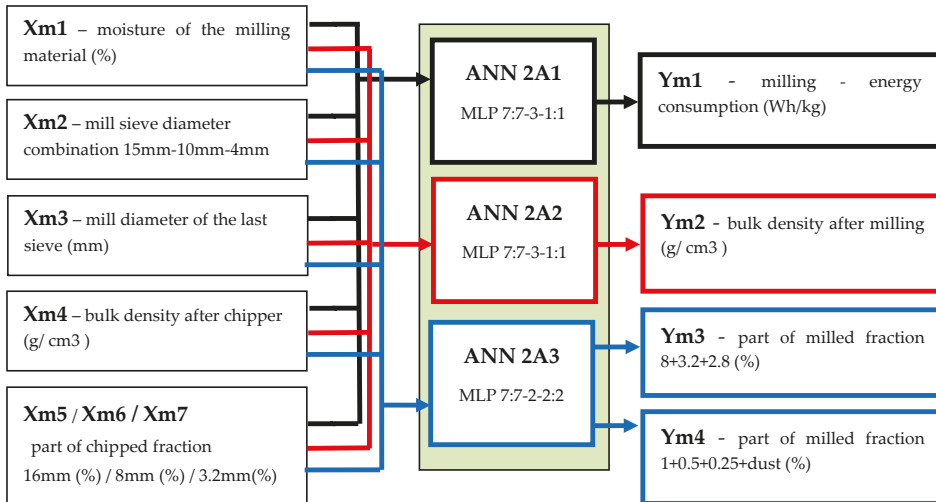 Xm1 – moisture of the milling
material (%)
Xm2 – mill sieve diameter
combination 15mm-10mm-4mm
Xm3 – mill diameter of the last
sieve (mm)
Xm4 – bulk density after chipper
(g/ cm3 )
Xm5 / Xm6 / Xm7
part of chipped fraction
16mm (%) / 8mm (%) / 3.2mm(%)
ANN 2A1
MLP 7:7-3-1:1
ANN 2A2
MLP 7:7-3-1:1
ANN 2A3
MLP 7:7-2-2:2
Ym1 - milling - energy
consumption (Wh/kg)
Ym2 - bulk density after milling
(g/ cm3 )
Ym3 - part of milled fraction
8+3.2+2.8 (%)
Ym4 - part of milled fraction
1+0.5+0.25+dust (%)